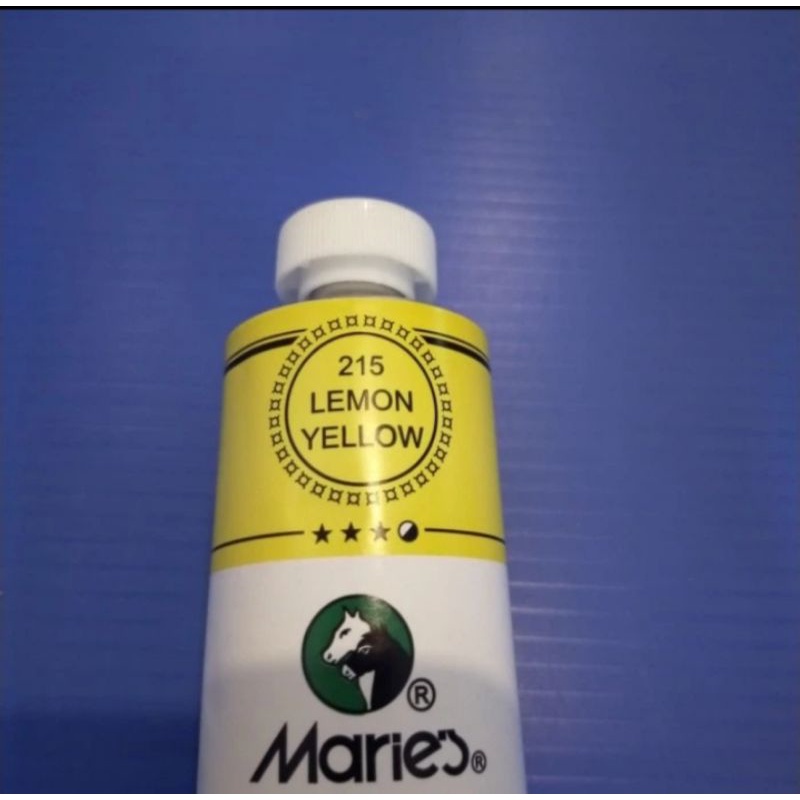 215
LEMON
YELLOW
®
Marie's®